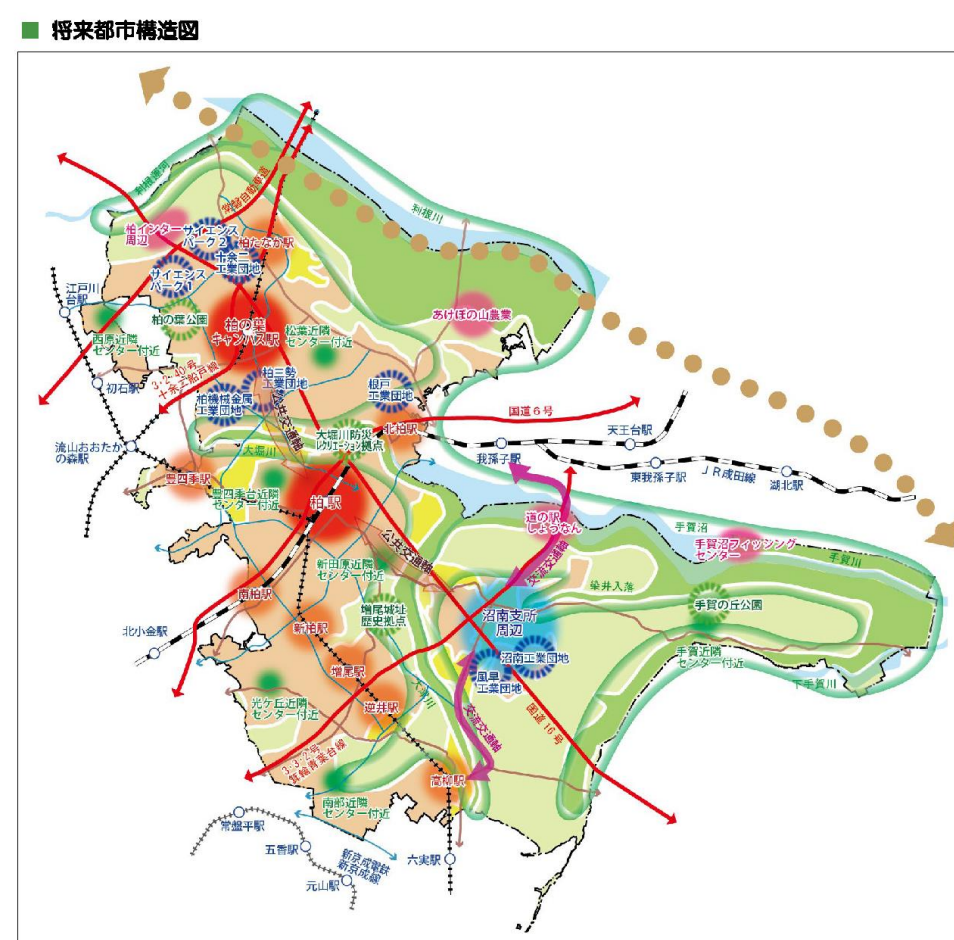 ■ 将来都市構造図
利根運河
常磐自動車道
利根川
柏インター
周辺
サイエンス
パーク2
柏たなか駅
十余二
工業団地
サイエンス
パーク1
江戸川
台駅
柏の葉公園
柏の葉
キャンパス駅
松葉近隣
センター付近
あけぼの山農業
西原近隣
センター付近
初石駅
3・2・40号
十余二船戸線
柏三勢
工業団地
根戸
工業団地
柏機械金属
工業団地
公共交通軸
国道6号
北柏駅
大堀川防災
レクリエーション拠点
天王台駅
流山おおたか
の森駅
大堀川
我孫子駅
東我孫子駅
JR成田線
湖北駅
豊四季駅
豊四季台近隣
センター付近
柏駅
道の駅
しょうなん
手賀沼
手賀沼フィッシング
センター
手賀川
公共交通軸
交流交通軸
新田原近隣
センター付近
染井入落
南柏駅
増尾城址
歴史拠点
沼南支所
周辺
手賀の丘公園
北小金駅
新柏駅
手賀近隣
センター付近
増尾駅
沼南工業団地
風早
工業団地
下手賀川
光ケ丘近隣
センター付近
逆井駅
大津川
交流交通軸
国道16号
3・3・2号
箕輪青葉台線
高柳駅
南部近隣
センター付近
常盤平駅
五香駅
新京成電鉄
新京成線
六実駅
元山駅